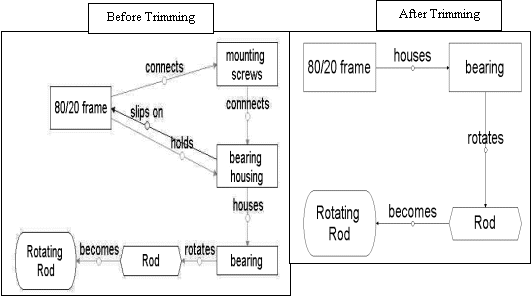 Before Trimming
After Trimming
connects
mounting
screws
80/20 frame
slips on
connnects
holds
bearing
housing
houses
Rotating
Rod
becomes
Rod
rotates
bearing
80/20 frame
houses
bearing
rotates
Rotating
Rod
becomes
Rod